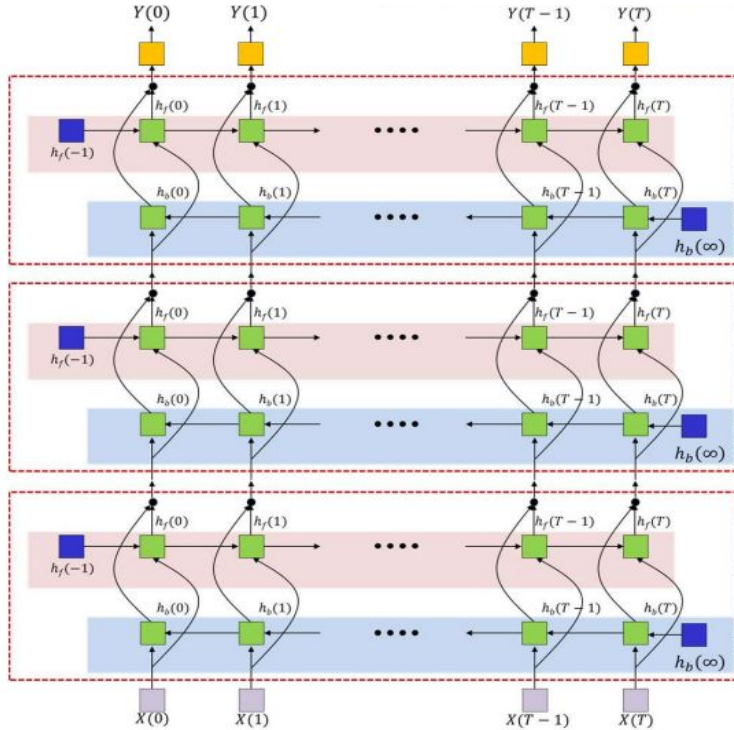 Y(0) Y(1) Y(T−1) Y(T)
h_f(0) h_f(1) h_f(T−1) h_f(T)
h_f(−1)
h_b(0) h_b(1) h_b(T−1) h_b(T)
h_b(∞)
h_f(0) h_f(1) h_f(T−1) h_f(T)
h_f(−1)
h_b(0) h_b(1) h_b(T−1) h_b(T)
h_b(∞)
h_f(0) h_f(1) h_f(T−1) h_f(T)
h_f(−1)
h_b(0) h_b(1) h_b(T−1) h_b(T)
h_b(∞)
X(0) X(1) X(T−1) X(T)